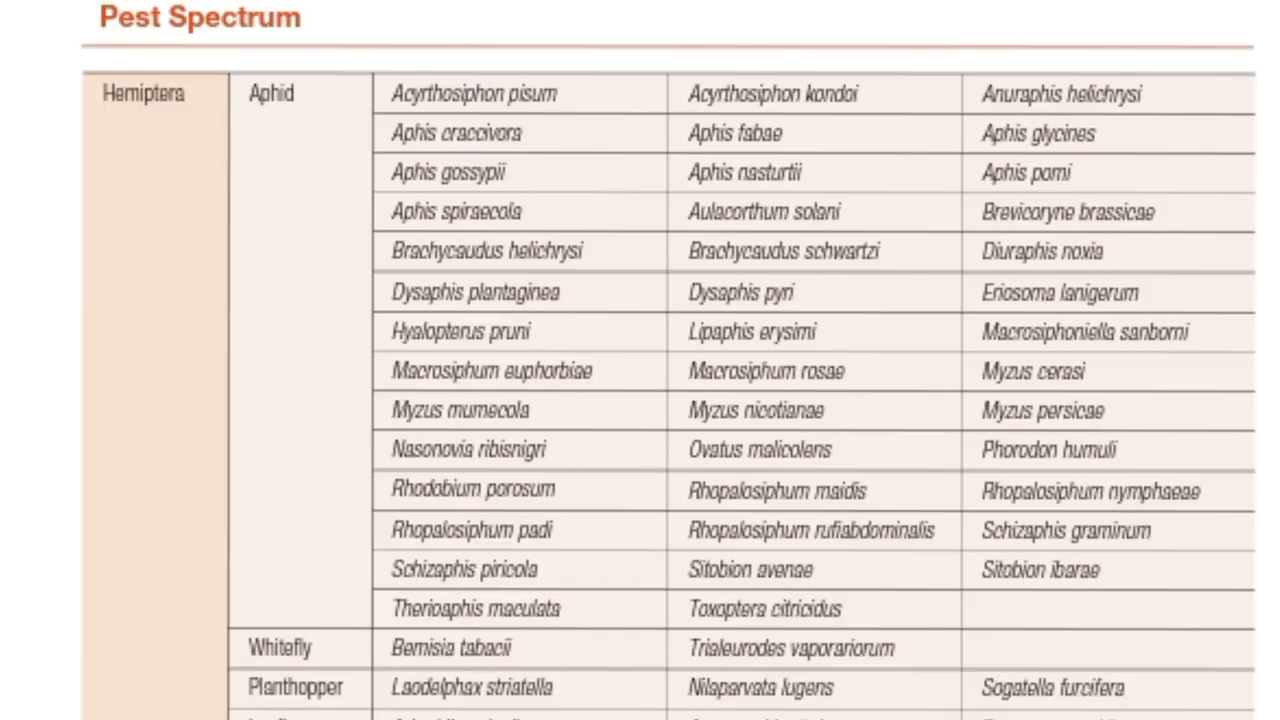 Pest Spectrum
Hemiptera Aphid Acyrthosiphon pisum Acyrthosiphon kondoi Anuraphis helichrysi
Aphis craccivora Aphis fabae Aphis glycines
Aphis gossypii Aphis nasturtii Aphis pomi
Aphis spiraecola Aulacorthum solani Brevicoryne brassicae
Brachycaudus helichrysi Brachycaudus schwartzi Diuraphis noxia
Dysaphis plantaginea Dysaphis pyri Eriosoma lanigerum
Hyalopterus pruni Lipaphis erysimi Macrosiphoniella sanborni
Macrosiphum euphorbiae Macrosiphum rosae Myzus cerasi
Myzus mumecola Myzus nicotianae Myzus persicae
Nasonovia ribisnigri Ovatus malicolens Phorodon humuli
Rhodobium porosum Rhopalosiphum maidis Rhopalosiphum nymphaeae
Rhopalosiphum padi Rhopalosiphum rufiabdominalis Schizaphis graminum
Schizaphis piricola Sitobion avenae Sitobion ibarae
Therioaphis maculata Toxoptera citricidus
Whitefly Bemisia tabacii Trialeurodes vaporariorum
Planthopper Laodelphax striatella Nilaparvata lugens Sogatella furcifera